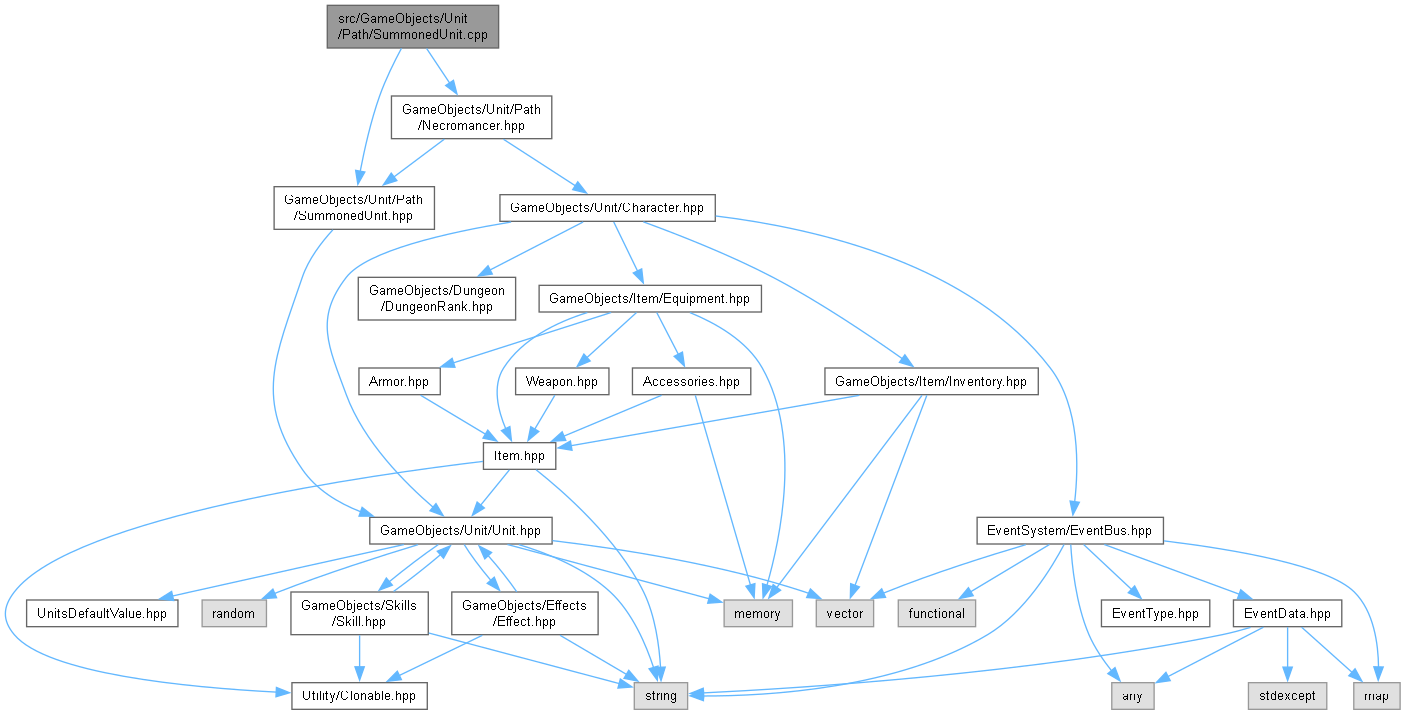 src/GameObjects/Unit
/Path/SummonedUnit.cpp
GameObjects/Unit/Path
/Necromancer.hpp
GameObjects/Unit/Path
/SummonedUnit.hpp
GameObjects/Unit/Character.hpp
GameObjects/Dungeon
/DungeonRank.hpp
GameObjects/Item/Equipment.hpp
Armor.hpp
Weapon.hpp
Accessories.hpp
GameObjects/Item/Inventory.hpp
Item.hpp
GameObjects/Unit/Unit.hpp
EventSystem/EventBus.hpp
UnitsDefaultValue.hpp
random
GameObjects/Skills
/Skill.hpp
GameObjects/Effects
/Effect.hpp
memory
vector
functional
EventType.hpp
EventData.hpp
Utility/Clonable.hpp
string
any
stdexcept
map